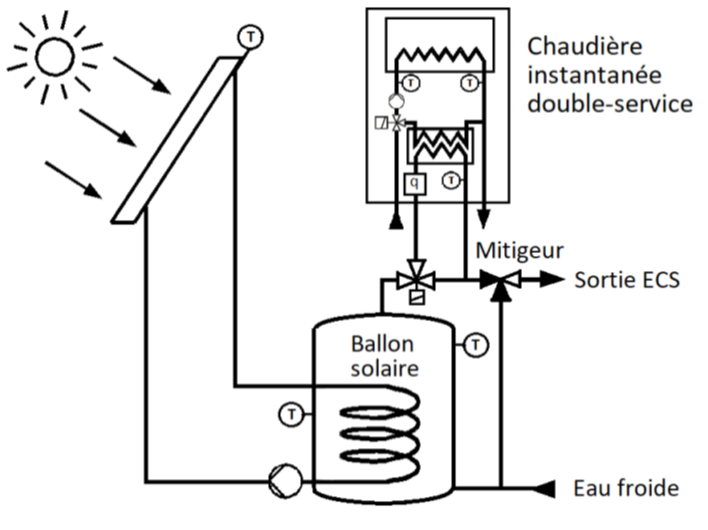 T
Chaudière
instantanée
double-service
T
T
q
T
Mitigeur
Sortie ECS
Ballon
solaire
T
T
Eau froide